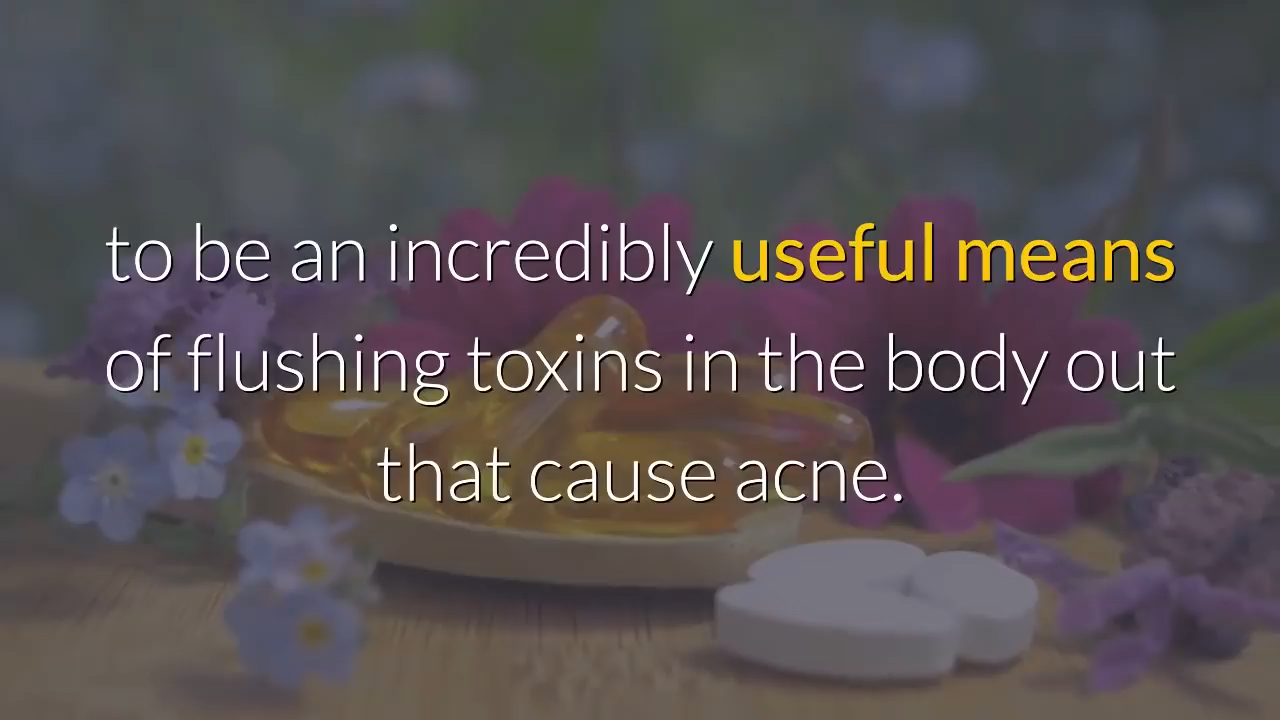 to be an incredibly useful means
of flushing toxins in the body out
that cause acne.